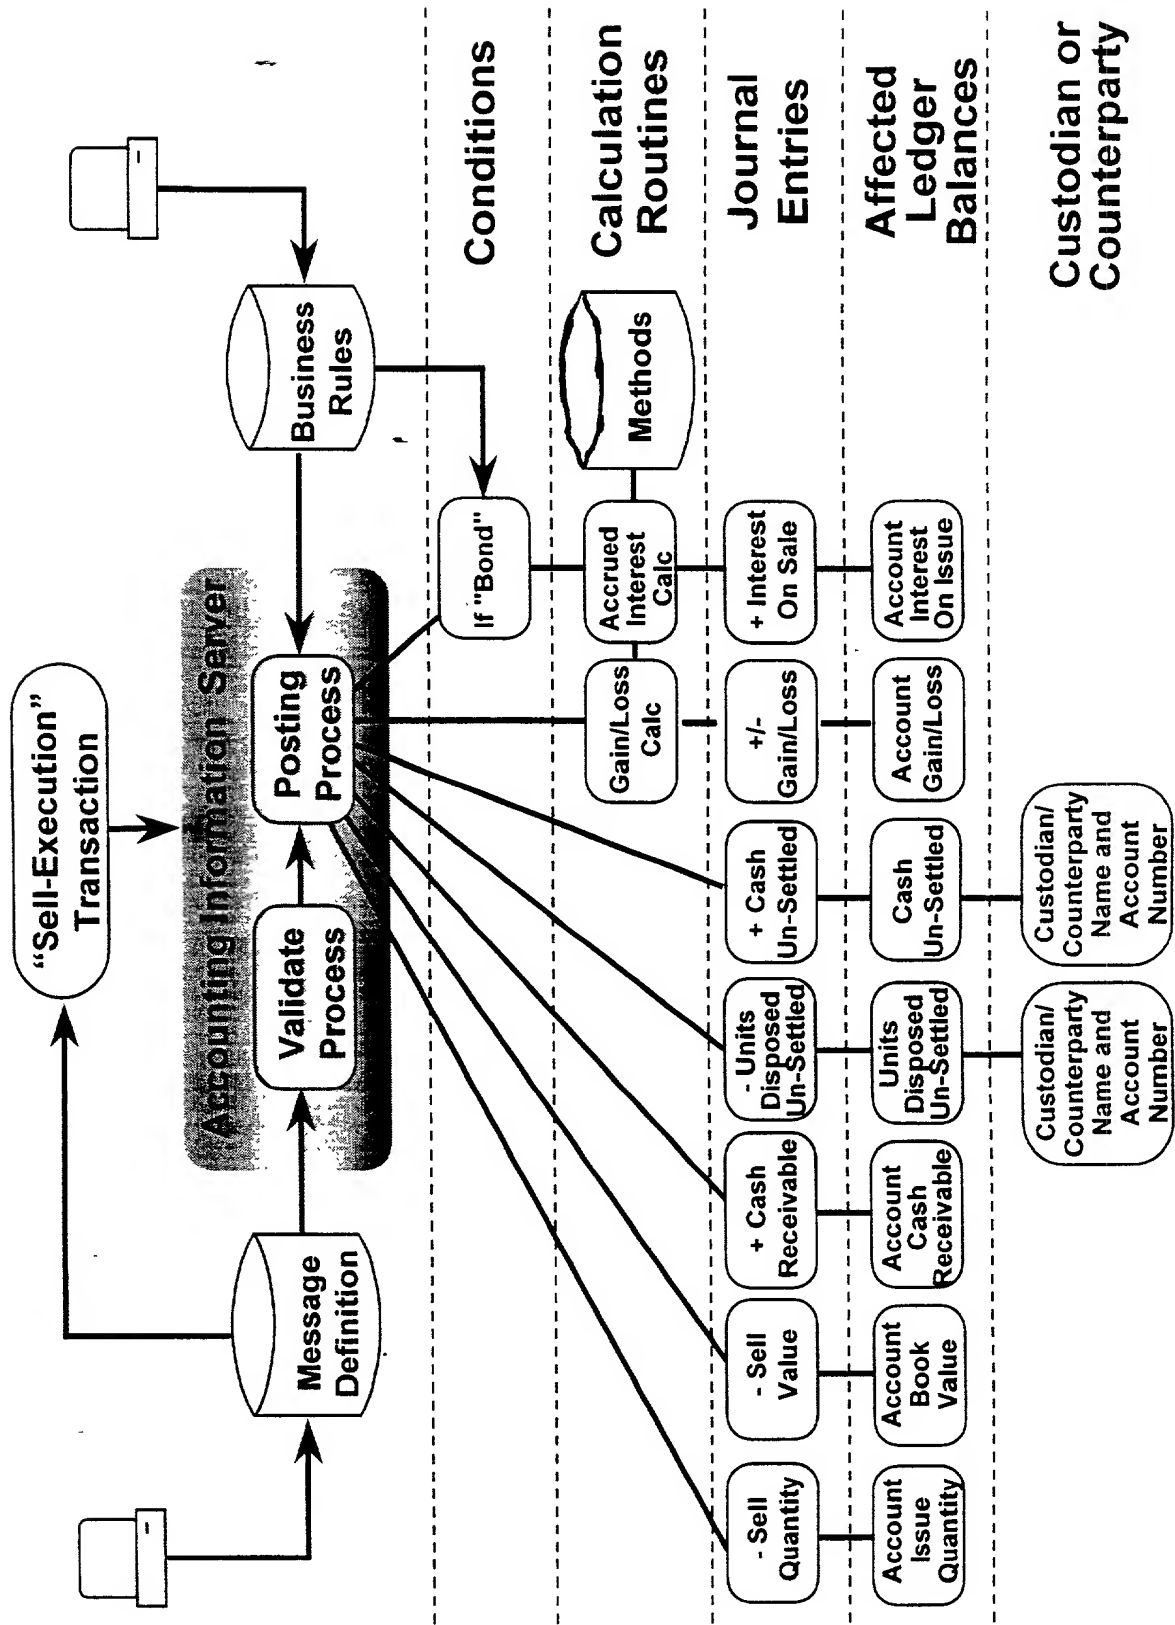 "Sell-Execution"
Transaction
Accounting Information Server
Message
Definition
Validate
Process
Posting
Process
Business
Rules
If "Bond"
Conditions
Gain/Loss
Calc
Accrued
Interest
Calc
Methods
Calculation
Routines
- Sell
Quantity
- Sell
Value
+ Cash
Receivable
- Units
Disposed
Un-Settled
+ Cash
Un-Settled
+/-
Gain/Loss
+ Interest
On Sale
Journal
Entries
Account
Issue
Quantity
Account
Book
Value
Account
Cash
Receivable
Units
Disposed
Un-Settled
Cash
Un-Settled
Account
Gain/Loss
Account
Interest
On Issue
Affected
Ledger
Balances
Custodian/
Counterparty
Name and
Account
Number
Custodian/
Counterparty
Name and
Account
Number
Custodian or
Counterparty